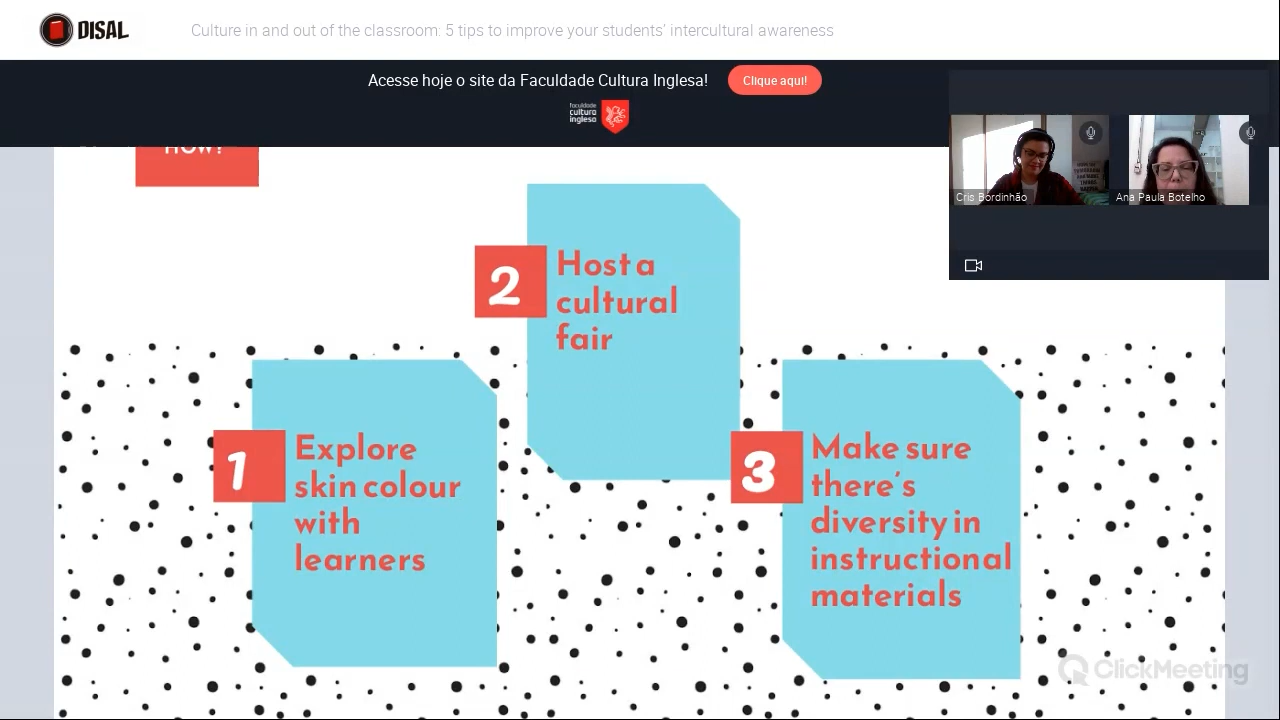 DISAL
Culture in and out of the classroom: 5 tips to improve your students' intercultural awareness
Acesse hoje o site da Faculdade Cultura Inglesa!
Clique aqui!
faculdade
cultura
inglesa
HOW?
Cris Bordinhão
Ana Paula Botelho
2
Host a
cultural
fair
1
Explore
skin colour
with
learners
3
Make sure
there's
diversity in
instructional
materials
ClickMeeting